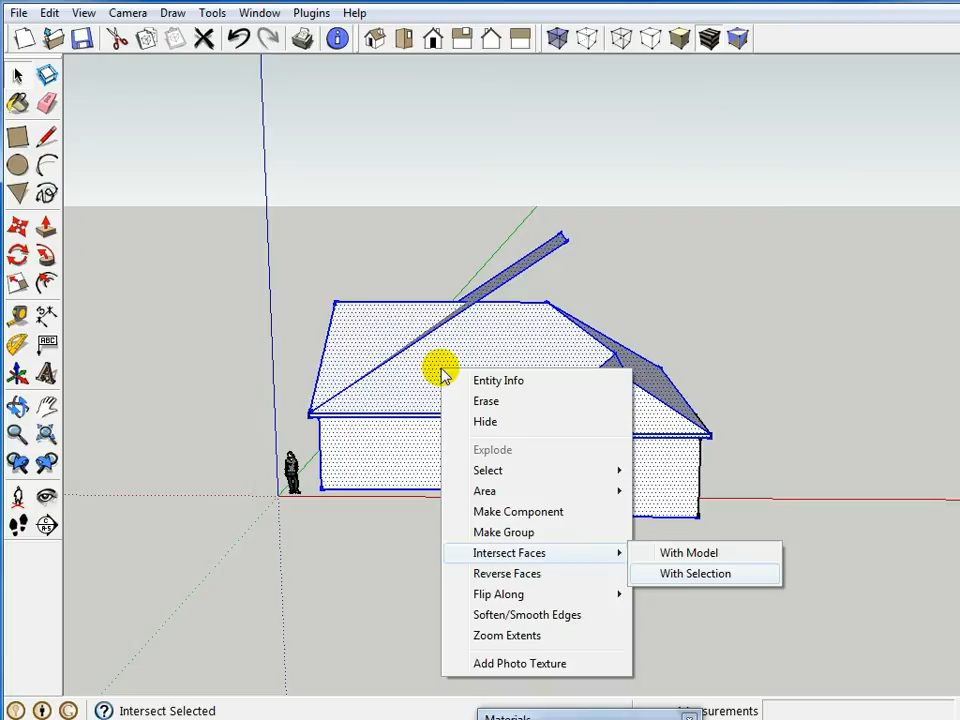 File Edit View Camera Draw Tools Window Plugins Help
ABC
A
Entity Info
Erase
Hide
Explode
Select
Area
Make Component
Make Group
Intersect Faces
With Model
Reverse Faces
With Selection
Flip Along
Soften/Smooth Edges
Zoom Extents
Add Photo Texture
Intersect Selected
Materials